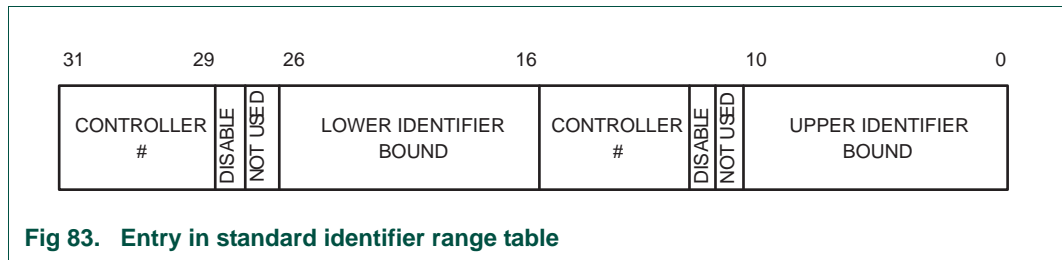 31 29 26 16 10 0
CONTROLLER
#
DISABLE
NOT USED
LOWER IDENTIFIER
BOUND
CONTROLLER
#
DISABLE
NOT USED
UPPER IDENTIFIER
BOUND
Fig 83. Entry in standard identifier range table